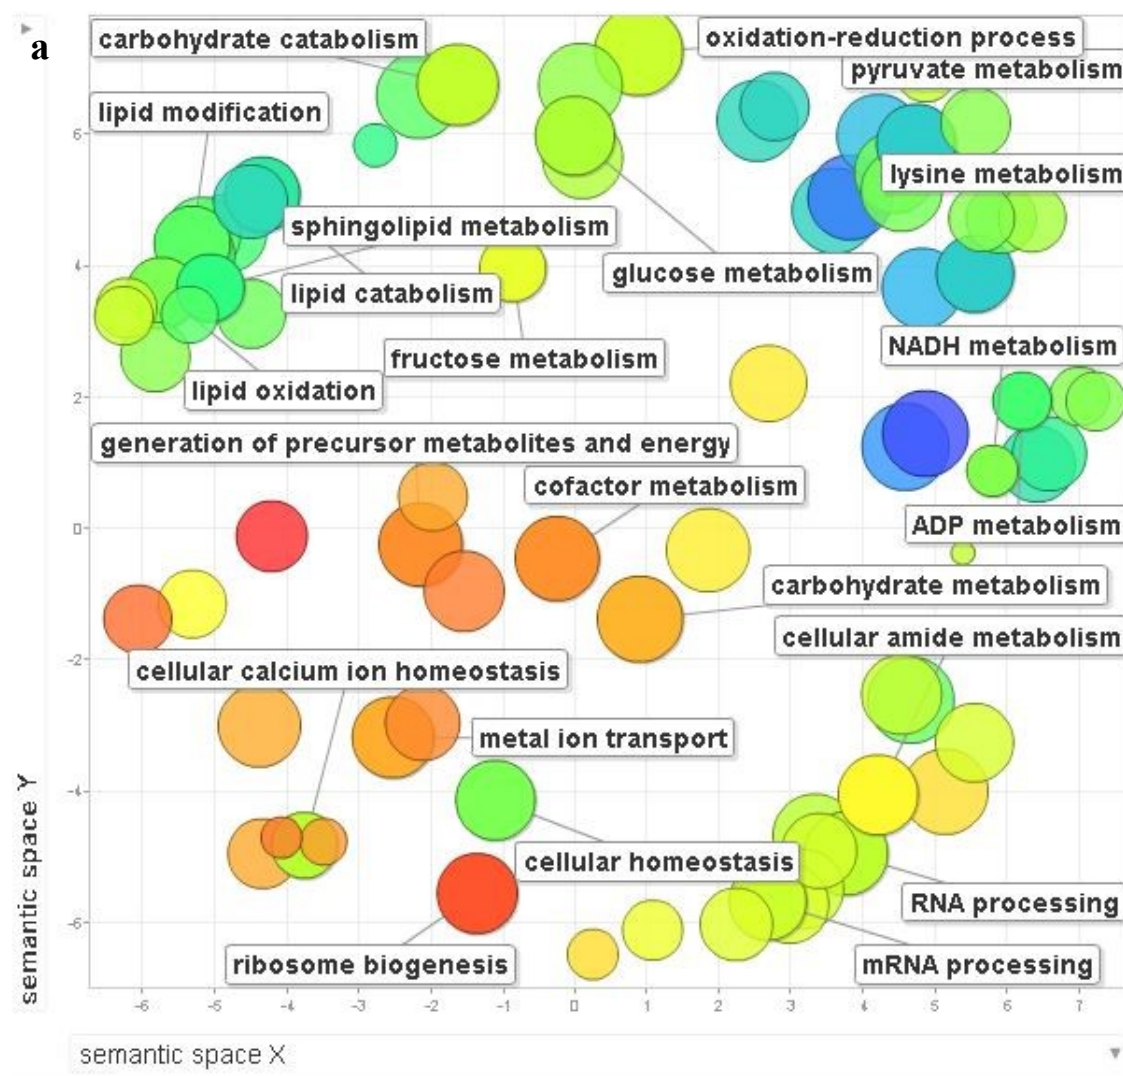 a
carbohydrate catabolism
oxidation-reduction process
pyruvate metabolism
lipid modification
6
lysine metabolism
sphingolipid metabolism
glucose metabolism
4
lipid catabolism
NADH metabolism
fructose metabolism
lipid oxidation
2
generation of precursor metabolites and energy
cofactor metabolism
ADP metabolism
0
carbohydrate metabolism
cellular amide metabolism
-2
cellular calcium ion homeostasis
metal ion transport
-4
cellular homeostasis
RNA processing
-6
ribosome biogenesis
mRNA processing
semantic space Y
-6 -5 -4 -3 -2 -1 0 1 2 3 4 5 6 7
semantic space X